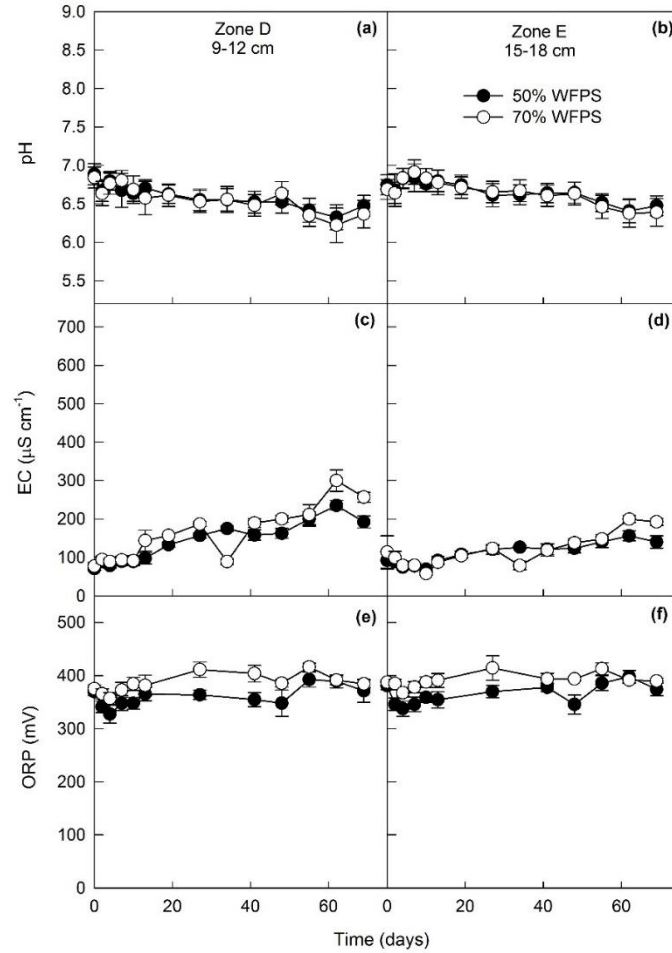 Zone D
9-12 cm
(a)
Zone E
15-18 cm
(b)
50% WFPS
70% WFPS
9.0
8.5
8.0
7.5
7.0
6.5
6.0
5.5
pH
(c)
(d)
700
600
500
400
300
200
100
0
EC (μS cm⁻¹)
(e)
(f)
500
400
300
200
100
0
ORP (mV)
0
20
40
60
0
20
40
60
Time (days)